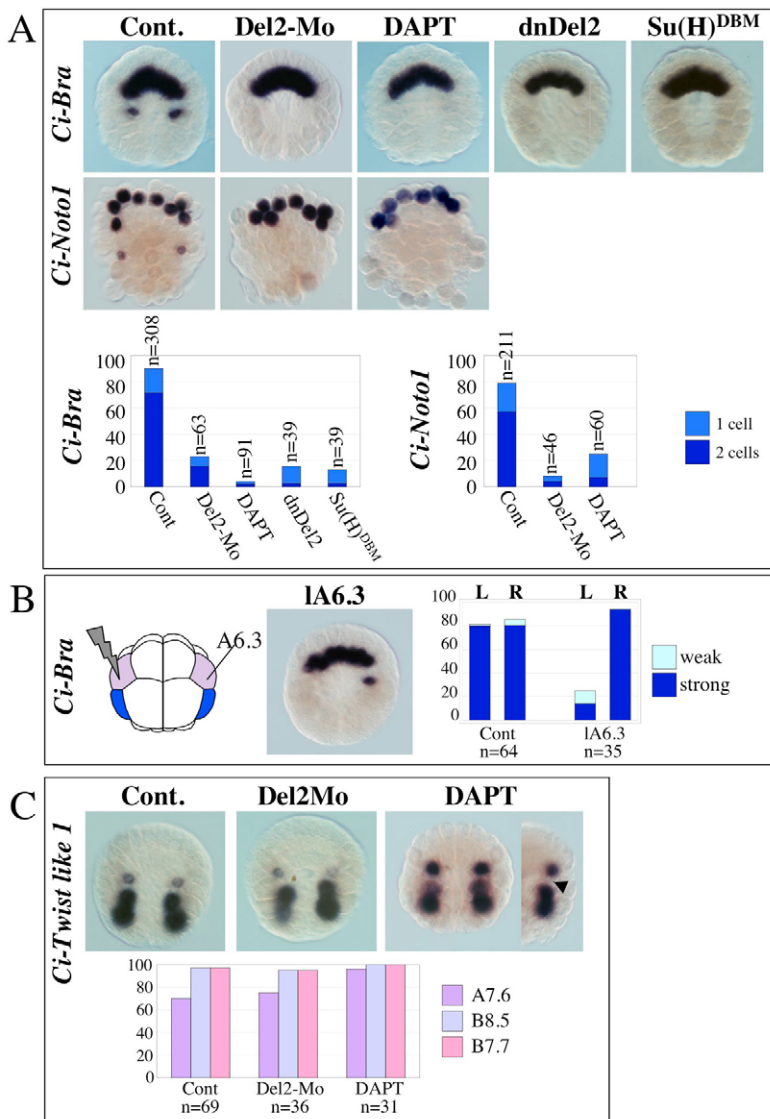 A
Cont. Del2-Mo DAPT dnDel2 Su(H)DBM
Ci-Bra
Ci-Noto1
Ci-Bra
100
80
60
40
20
0
n=308
n=63
n=91
n=39
n=39
Cont
Del2-Mo
DAPT
dnDel2
Su(H)DBM
Ci-Noto1
100
80
60
40
20
0
n=211
n=46
n=60
Cont
Del2-Mo
DAPT
1 cell
2 cells
B
Ci-Bra
A6.3
lA6.3
L R L R
100
80
60
40
20
0
Cont lA6.3
n=64 n=35
weak
strong
C
Cont. Del2Mo DAPT
Ci-Twist like 1
100
80
60
40
20
0
Cont Del2-Mo DAPT
n=69 n=36 n=31
A7.6
B8.5
B7.7